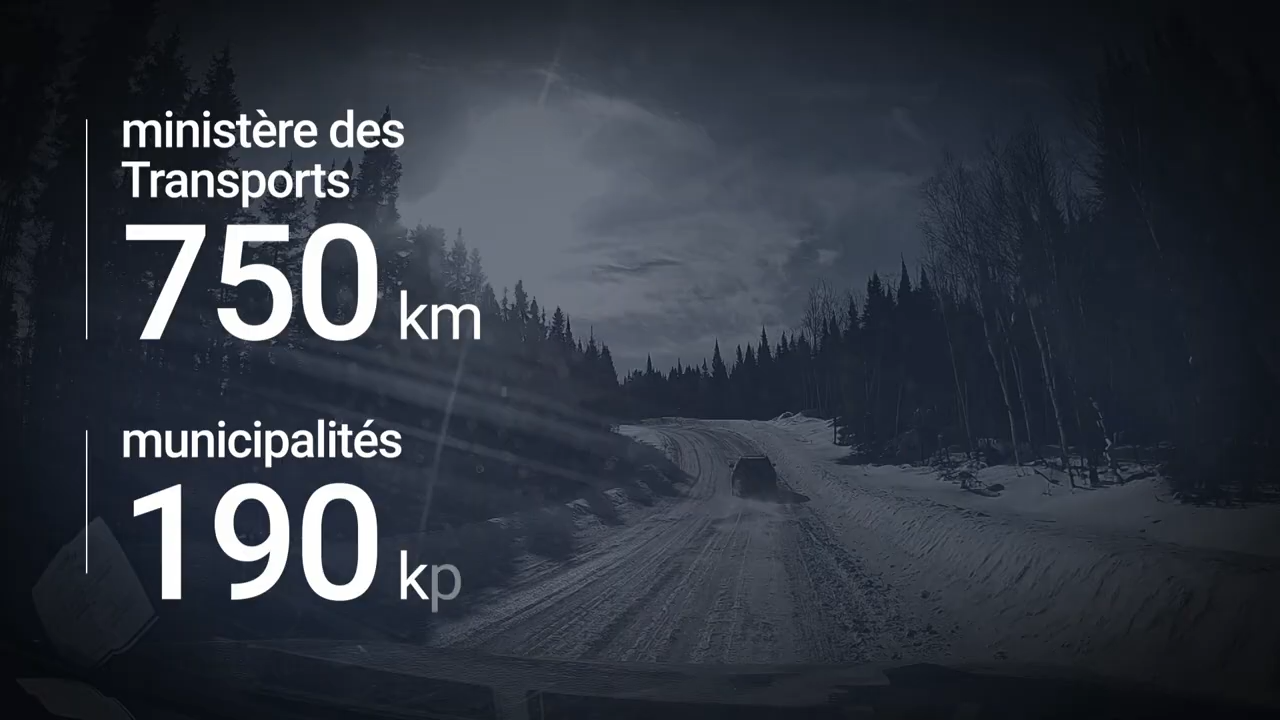 ministère des
Transports
750 km
municipalités
190 kp